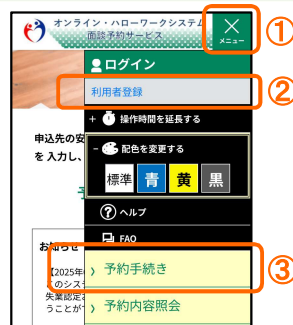 オンライン・ハローワークシステム
面談予約サービス
メニュー
①
ログイン
利用者登録
②
+ 操作時間を延長する
- 配色を変更する
標準 青 黄 黒
申込先の安
を 入力し、
予
? ヘルプ
FAQ
お知らせ
> 予約手続き
③
【2025年
このシス
失業認定
うことが
> 予約内容照会